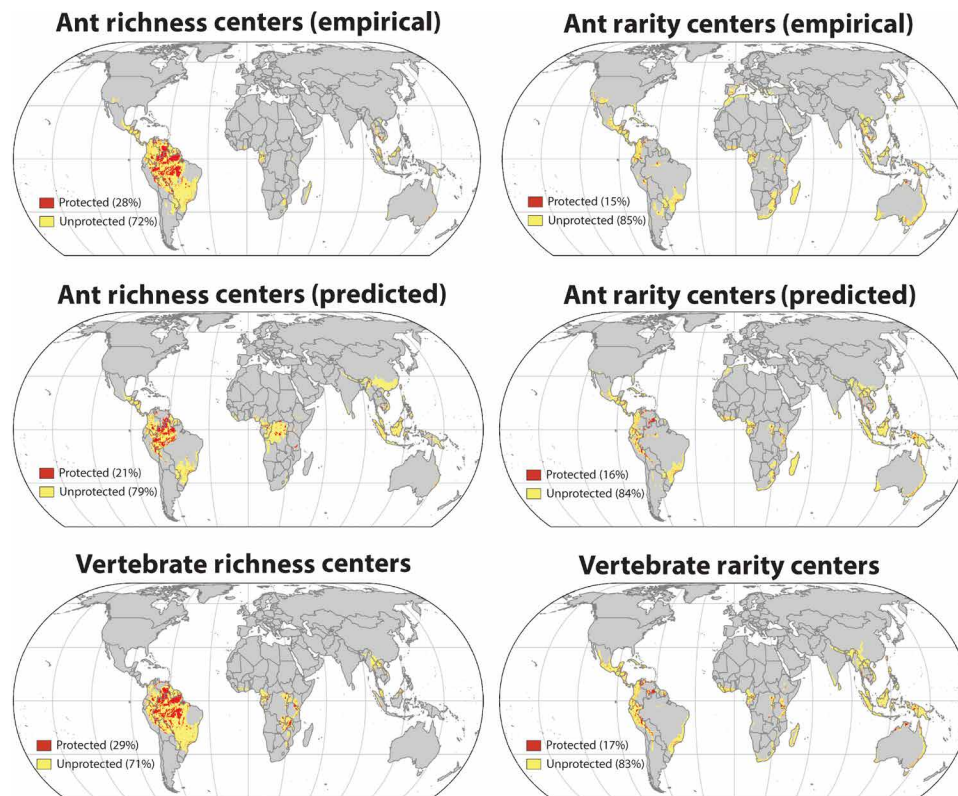 Ant richness centers (empirical)
Ant rarity centers (empirical)
Protected (28%)
Unprotected (72%)
Protected (15%)
Unprotected (85%)
Ant richness centers (predicted)
Ant rarity centers (predicted)
Protected (21%)
Unprotected (79%)
Protected (16%)
Unprotected (84%)
Vertebrate richness centers
Vertebrate rarity centers
Protected (29%)
Unprotected (71%)
Protected (17%)
Unprotected (83%)